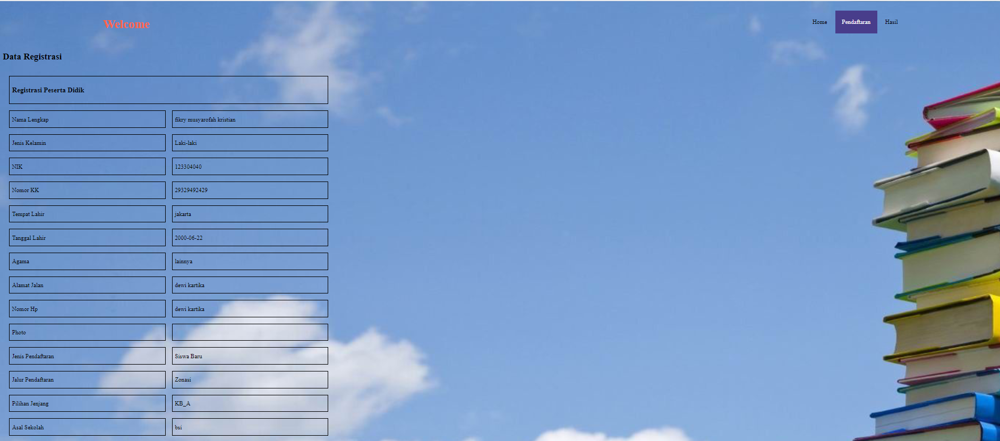 Welcome
Home Pendaftaran Hasil
Data Registrasi
Registrasi Peserta Didik
Nama Lengkap fikry musyarofah kristian
Jenis Kelamin Laki-laki
NIK 123304040
Nomor KK 29329492429
Tempat Lahir jakarta
Tanggal Lahir 2000-06-22
Agama lainnya
Alamat Jalan dewi kartika
Nomor Hp dewi kartika
Photo
Jenis Pendaftaran Siswa Baru
Jalur Pendaftaran Zonasi
Pilihan Jenjang KB_A
Asal Sekolah bsi